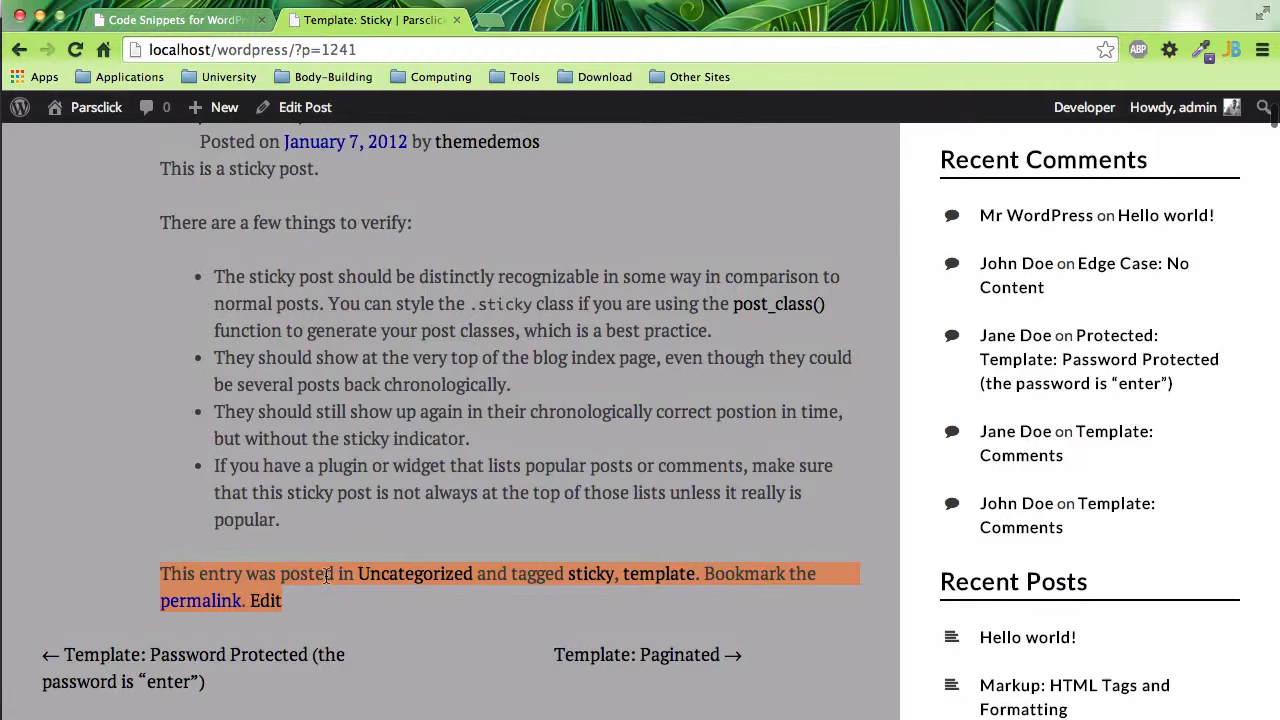 Code Snippets for WordPr
Template: Sticky | Parsclick
localhost/wordpress/?p=1241
ABP
JB
Apps Applications University Body-Building Computing Tools Download Other Sites
Parsclick 0 New Edit Post Developer Howdy, admin
Posted on January 7, 2012 by themedemos
This is a sticky post.
There are a few things to verify:
• The sticky post should be distinctly recognizable in some way in comparison to
normal posts. You can style the .sticky class if you are using the post_class()
function to generate your post classes, which is a best practice.
• They should show at the very top of the blog index page, even though they could
be several posts back chronologically.
• They should still show up again in their chronologically correct postion in time,
but without the sticky indicator.
• If you have a plugin or widget that lists popular posts or comments, make sure
that this sticky post is not always at the top of those lists unless it really is
popular.
This entry was posted in Uncategorized and tagged sticky, template. Bookmark the
permalink. Edit
← Template: Password Protected (the
password is “enter”)
Template: Paginated →
Recent Comments
Mr WordPress on Hello world!
John Doe on Edge Case: No
Content
Jane Doe on Protected:
Template: Password Protected
(the password is “enter”)
Jane Doe on Template:
Comments
John Doe on Template:
Comments
Recent Posts
Hello world!
Markup: HTML Tags and
Formatting